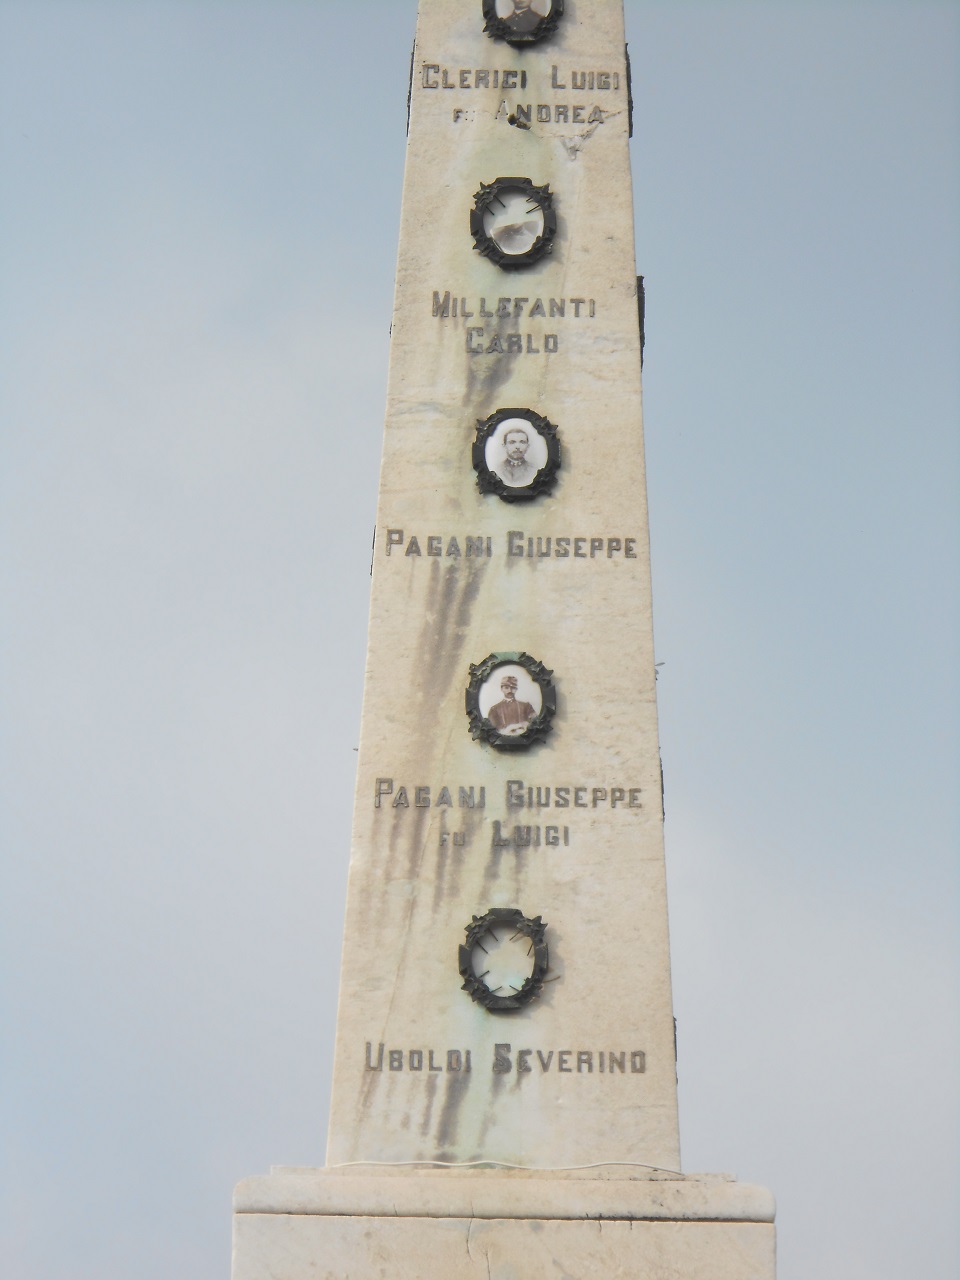 CLERICI LUIGI
FU ANDREA
MILLEFANTI
CARLO
PAGANI GIUSEPPE
PAGANI GIUSEPPE
FU LUIGI
UBOLDI SEVERINO